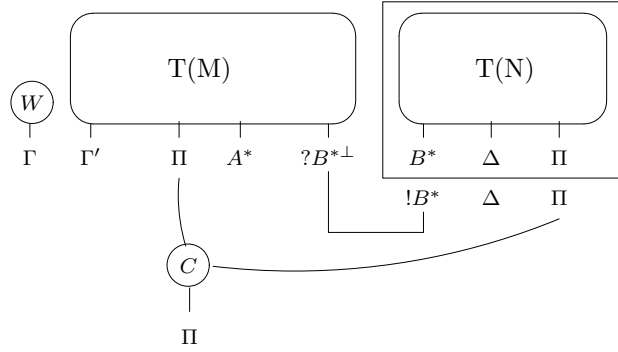 T(M) T(N)
W
Γ Γ′ Π A* ?B*⊥ B* Δ Π
!B* Δ Π
C
Π